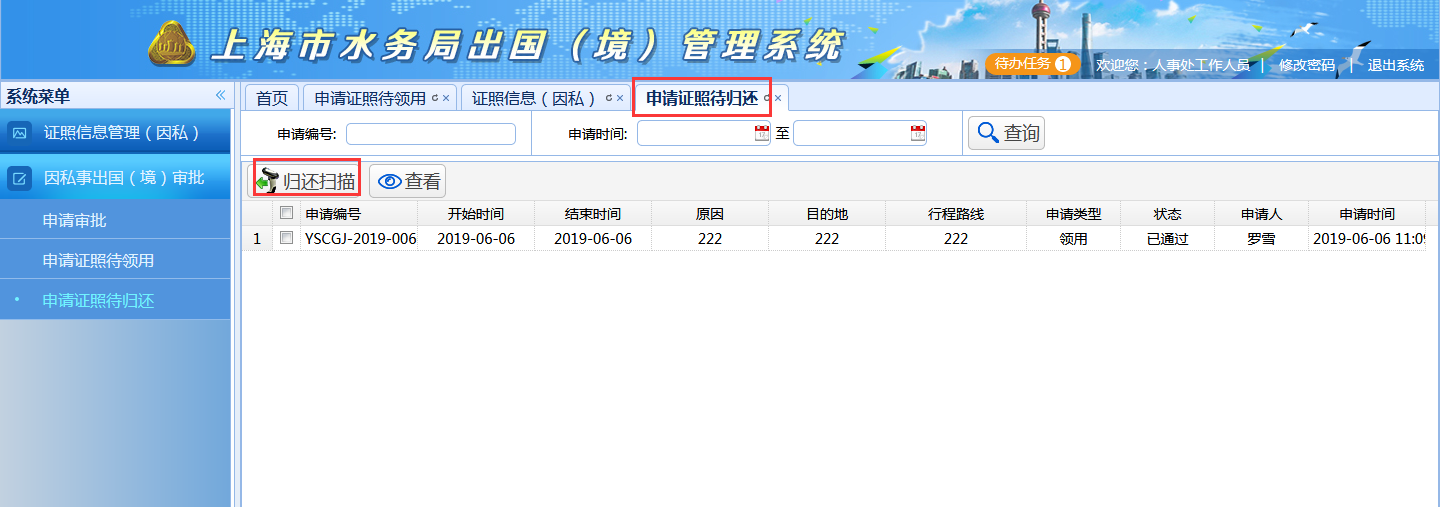 上海市水务局出国（境）管理系统
待办任务 1 欢迎您：人事处工作人员 | 修改密码 | 退出系统
系统菜单
证照信息管理（因私）
因私事出国（境）审批
申请审批
申请证照待领用
申请证照待归还
首页 申请证照待领用 证照信息（因私） 申请证照待归还
申请编号: 申请时间: 至 查询
归还扫描 查看
申请编号 开始时间 结束时间 原因 目的地 行程路线 申请类型 状态 申请人 申请时间
1 YSCGJ-2019-006 2019-06-06 2019-06-06 222 222 222 领用 已通过 罗雪 2019-06-06 11:09